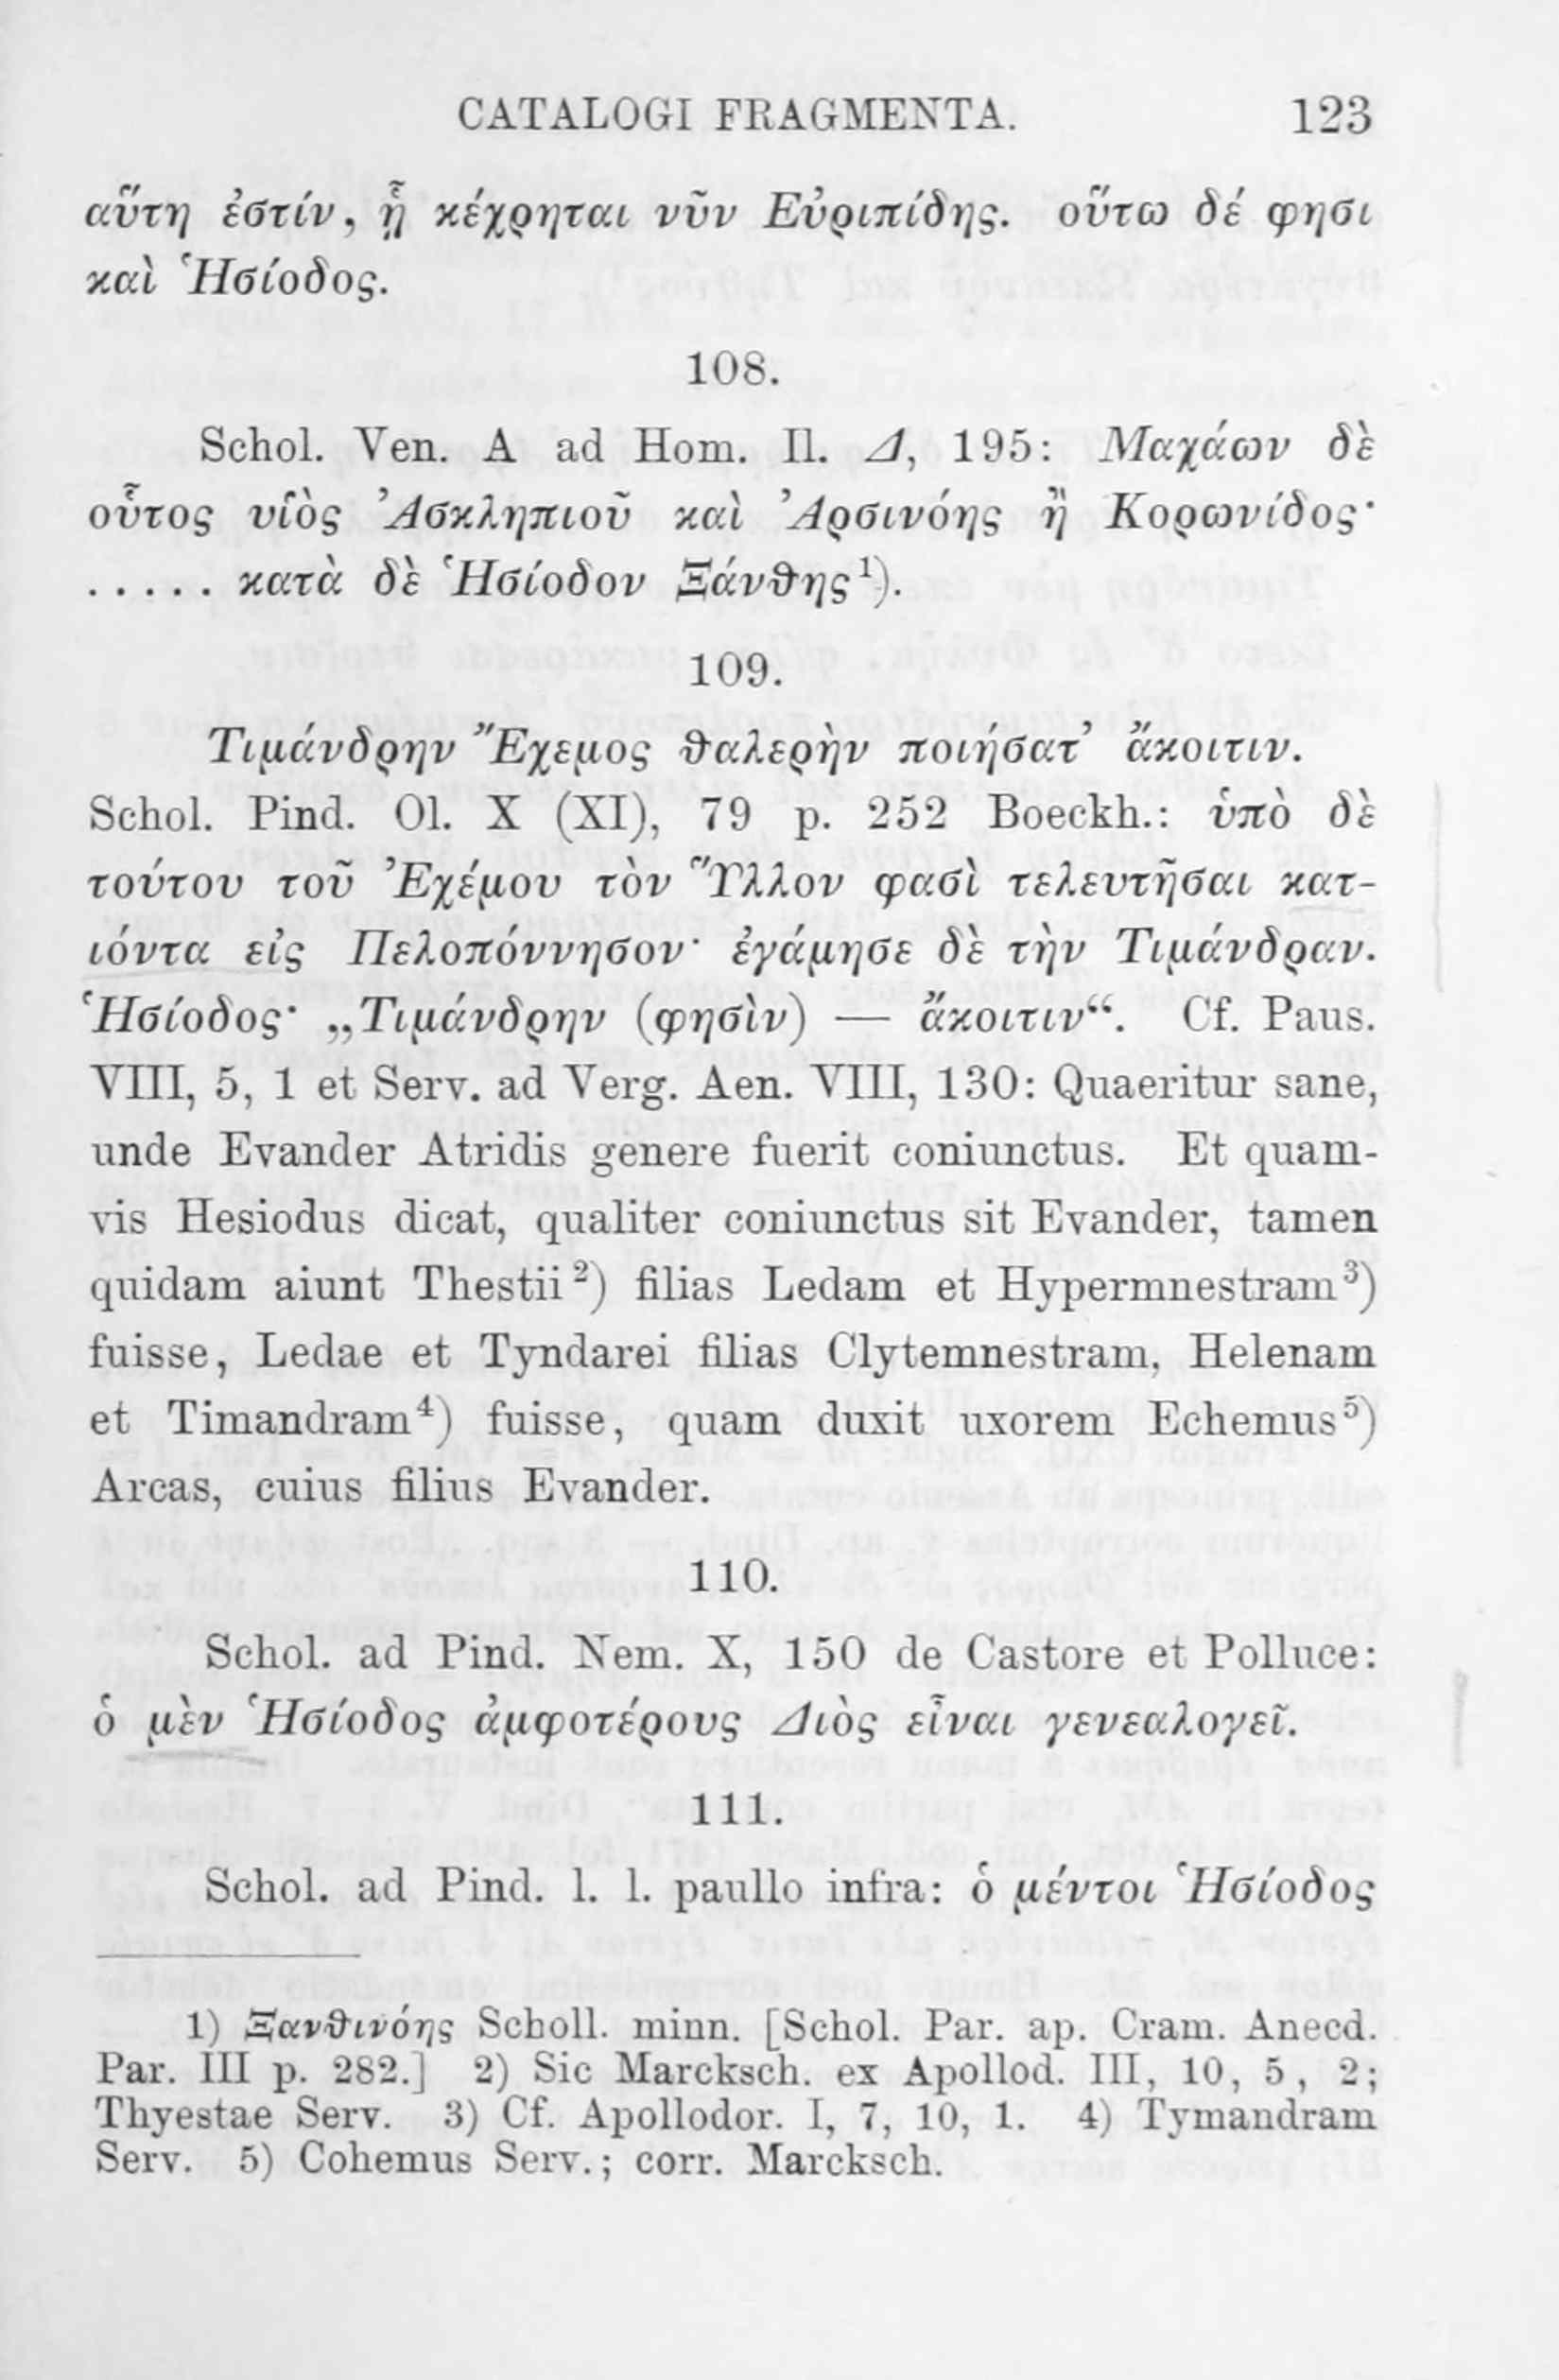 CATALOGI FRAGMENTA. 123
αὕτη ἐστίν, ᾗ κέχρηται νῦν Εὐριπίδης. οὕτω δέ φησι
καὶ Ἡσίοδος.
108.
Schol. Ven. A ad Hom. Il. Δ, 195: Μαχάων δὲ
οὗτος υἱὸς Ἀσκληπιοῦ καὶ Ἀρσινόης ἢ Κορωνίδος·
..... κατὰ δὲ Ἡσίοδον Ξάνθης¹).
109.
Τιμάνδρην Ἔχεμος θαλερὴν ποιήσατ’ ἄκοιτιν.
Schol. Pind. Ol. X (XI), 79 p. 252 Boeckh.: ὑπὸ δὲ
τούτου τοῦ Ἐχέμου τὸν Ὕλλον φασὶ τελευτῆσαι κατ-
ιόντα εἰς Πελοπόννησον· ἐγάμησε δὲ τὴν Τιμάνδραν.
Ἡσίοδος· „Τιμάνδρην (φησὶν) — ἄκοιτιν“. Cf. Paus.
VIII, 5, 1 et Serv. ad Verg. Aen. VIII, 130: Quaeritur sane,
unde Evander Atridis genere fuerit coniunctus. Et quam-
vis Hesiodus dicat, qualiter coniunctus sit Evander, tamen
quidam aiunt Thestii²) filias Ledam et Hypermnestram³)
fuisse, Ledae et Tyndarei filias Clytemnestram, Helenam
et Timandram⁴) fuisse, quam duxit uxorem Echemus⁵)
Arcas, cuius filius Evander.
110.
Schol. ad Pind. Nem. X, 150 de Castore et Polluce:
ὁ μὲν Ἡσίοδος ἀμφοτέρους Διὸς εἶναι γενεαλογεῖ.
111.
Schol. ad Pind. l. l. paullo infra: ὁ μέντοι Ἡσίοδος
1) Ξανθινόης Scholl. minn. [Schol. Par. ap. Cram. Anecd.
Par. III p. 282.] 2) Sic Marcksch. ex Apollod. III, 10, 5, 2;
Thyestae Serv. 3) Cf. Apollodor. I, 7, 10, 1. 4) Tymandram
Serv. 5) Cohemus Serv.; corr. Marcksch.